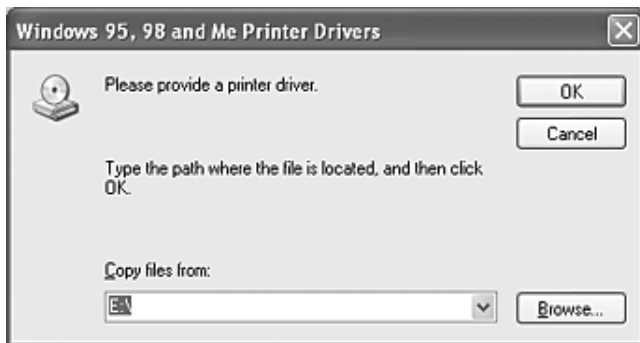 Windows 95, 98 and Me Printer Drivers
Please provide a printer driver.
OK
Cancel
Type the path where the file is located, and then click
OK.
Copy files from:
E:\
Browse...